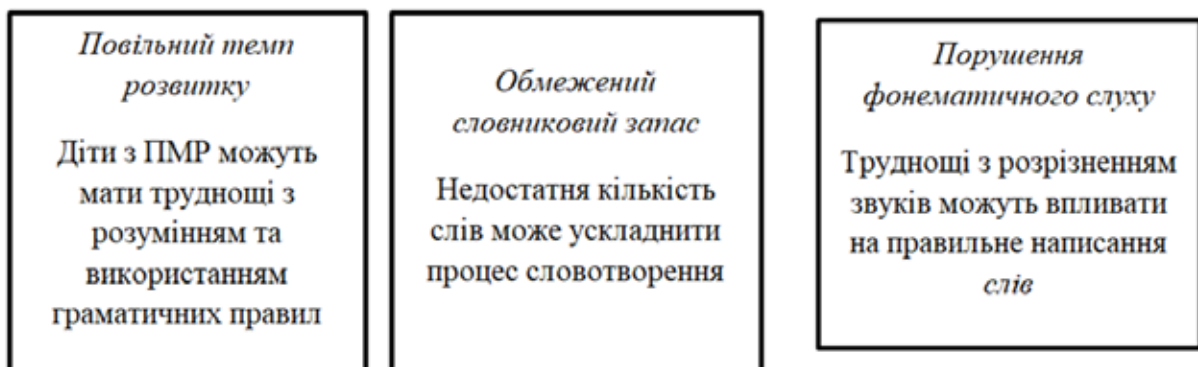 Повільний темп
розвитку
Діти з ПМР можуть
мати труднощі з
розумінням та
використанням
граматичних правил
Обмежений
словниковий запас
Недостатня кількість
слів може ускладнити
процес словотворення
Порушення
фонематичного слуху
Труднощі з розрізненням
звуків можуть впливати
на правильне написання
слів